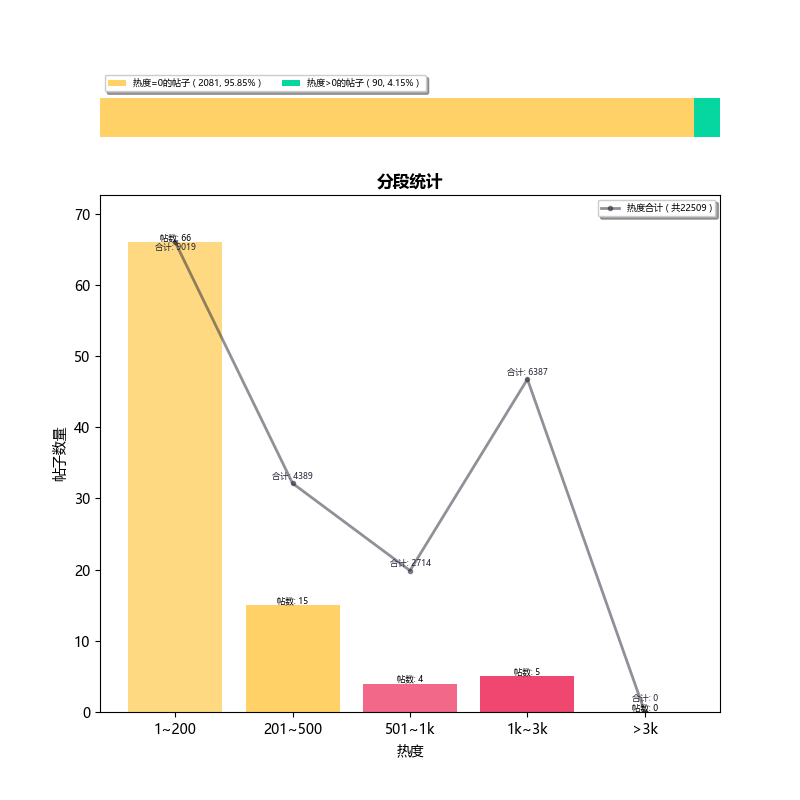 热度=0的帖子 ( 2081, 95.85% )
热度>0的帖子 ( 90, 4.15% )
分段统计
热度合计 ( 共22509 )
帖子数量
70
60
50
40
30
20
10
0
帖数: 66
合计: 9019
合计: 4389
帖数: 15
合计: 2714
帖数: 4
合计: 6387
帖数: 5
合计: 0
帖数: 0
1~200
201~500
501~1k
1k~3k
>3k
热度